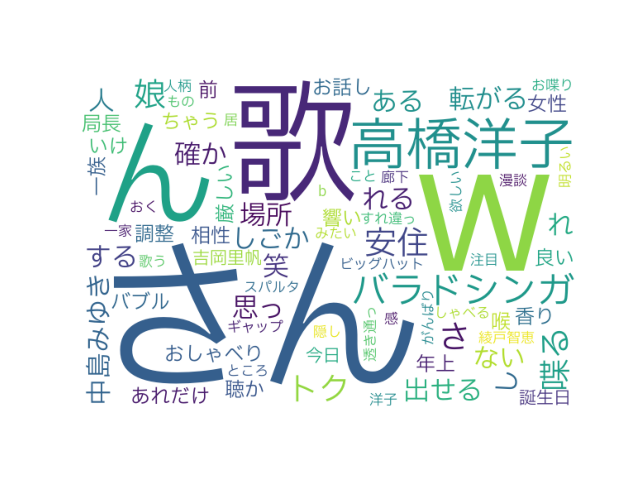 人柄
もの
お話し
お喋り
人
娘
前
歌
ある
転がる
女性
局長
ちゃう
居
高橋洋子
いけ
ん
確か
一族
厳しい
b
こと
廊下
漫談
明るい
れる
w
おく
一家
場所
響い
すれ違っ
欲しい
れ
する
調整
相性
しごか
みたい
安住
歌う
吉岡里帆
笑
ビッグハット
注目
良い
さん
スパルタ
バラドシンガ
中島みゆき
バブル
思っ
ギャップ
隠し
透き通っ
感
がんばり
しゃべる
さ
喉
香り
綾戸智恵
おしゃべり
ところ
今日
年上
ない
し
喋る
あれだけ
聴か
トク
洋子
出せる
誕生日